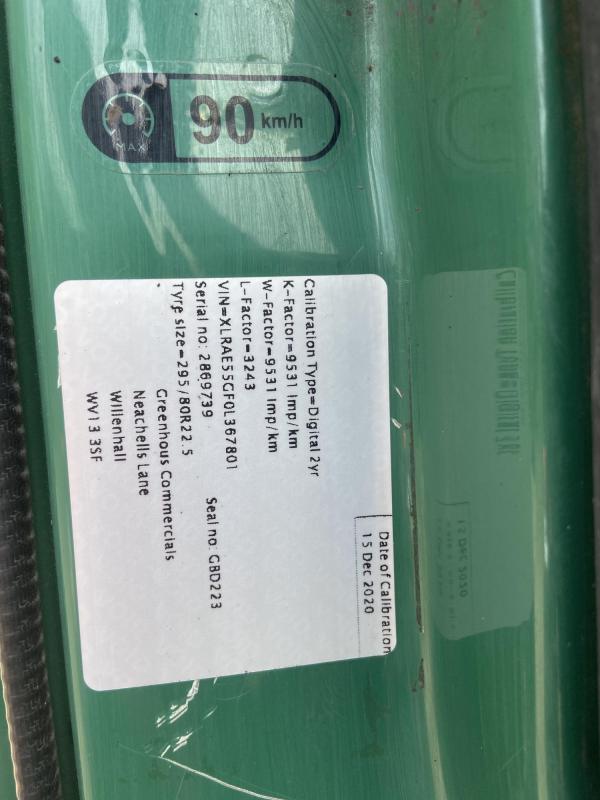 MAX
90 km/h
Date of Calibration
15 Dec 2020
Calibration Type=Digital 2yr
K-Factor=9531 Imp/km
W-Factor=9531 Imp/km
L-Factor=3243
VIN=XLRAE55GF0L367801
Serial no: 2869739 Seal no: GBD223
Tyre size=295/80R22.5
Greenhous Commercials
Neachells Lane
Willenhall
WV13 3SF